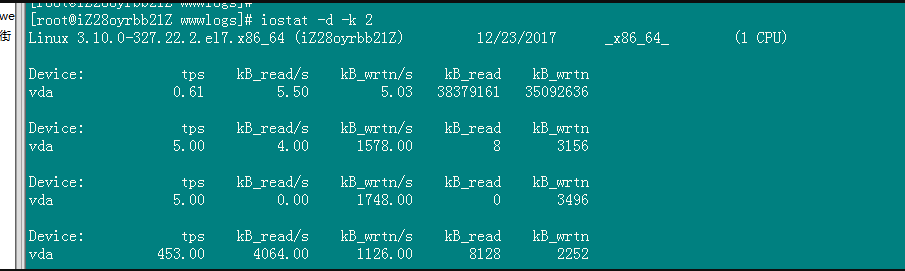 we
街
[root@iZ28oyrbb21Z wwwlogs]#
[root@iZ28oyrbb21Z wwwlogs]# iostat -d -k 2
Linux 3.10.0-327.22.2.el7.x86_64 (iZ28oyrbb21Z) 12/23/2017 _x86_64_ (1 CPU)
Device: tps kB_read/s kB_wrtn/s kB_read kB_wrtn
vda 0.61 5.50 5.03 38379161 35092636
Device: tps kB_read/s kB_wrtn/s kB_read kB_wrtn
vda 5.00 4.00 1578.00 8 3156
Device: tps kB_read/s kB_wrtn/s kB_read kB_wrtn
vda 5.00 0.00 1748.00 0 3496
Device: tps kB_read/s kB_wrtn/s kB_read kB_wrtn
vda 453.00 4064.00 1126.00 8128 2252